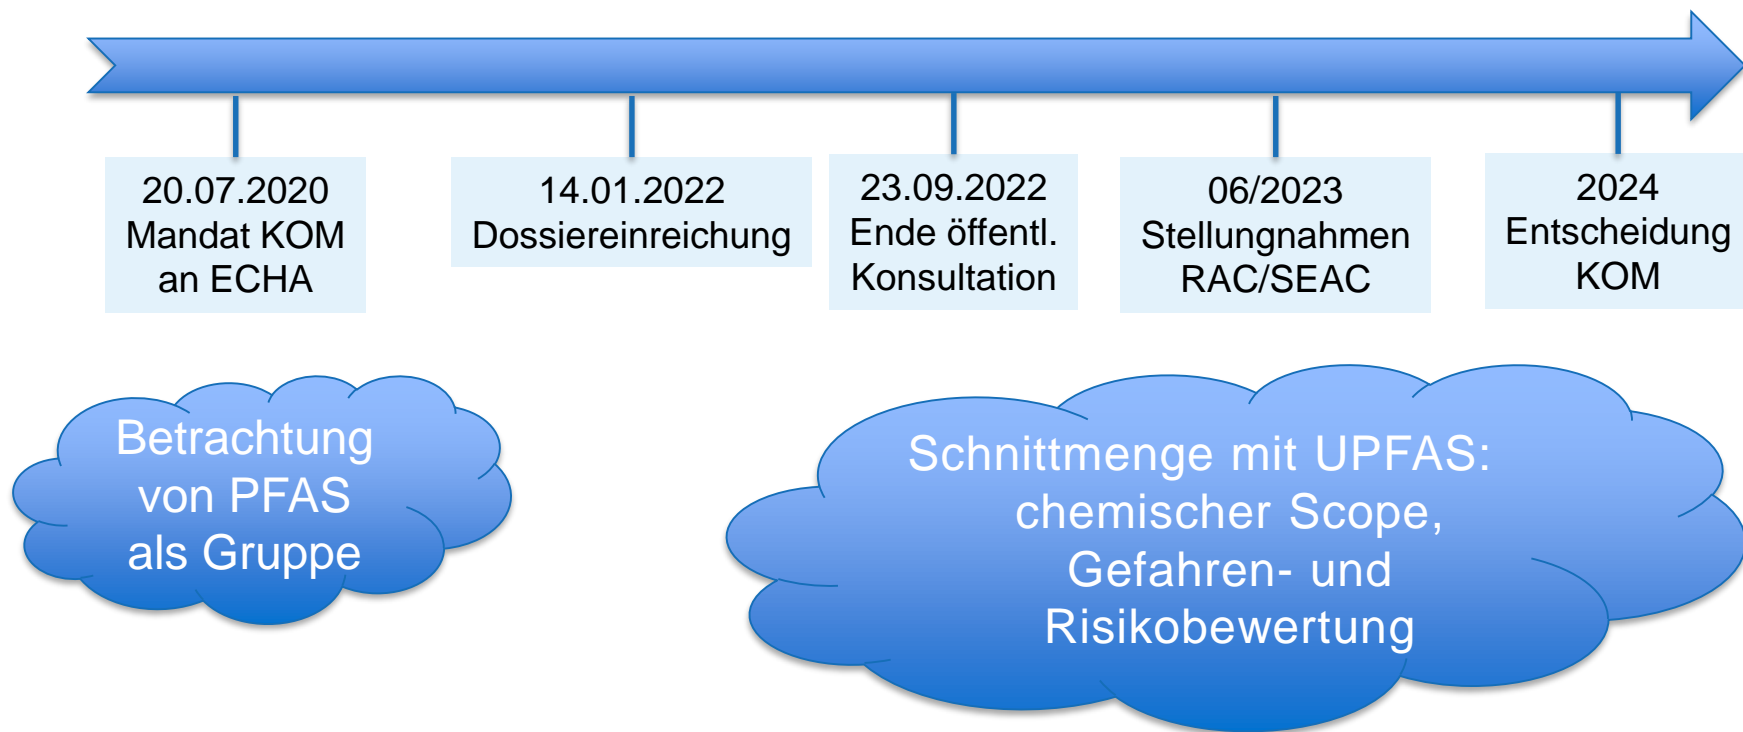 20.07.2020
Mandat KOM
an ECHA
14.01.2022
Dossiereinreichung
23.09.2022
Ende öffentl.
Konsultation
06/2023
Stellungnahmen
RAC/SEAC
2024
Entscheidung
KOM
Betrachtung
von PFAS
als Gruppe
Schnittmenge mit UPFAS:
chemischer Scope,
Gefahren- und
Risikobewertung